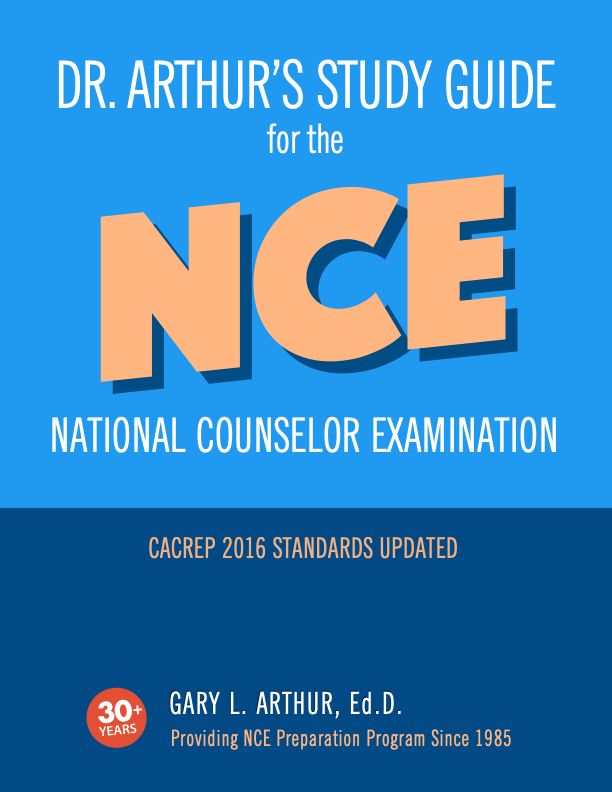 DR. ARTHUR’S STUDY GUIDE
for the
NCE
NATIONAL COUNSELOR EXAMINATION
CACREP 2016 STANDARDS UPDATED
30+
YEARS
GARY L. ARTHUR, Ed.D.
Providing NCE Preparation Program Since 1985